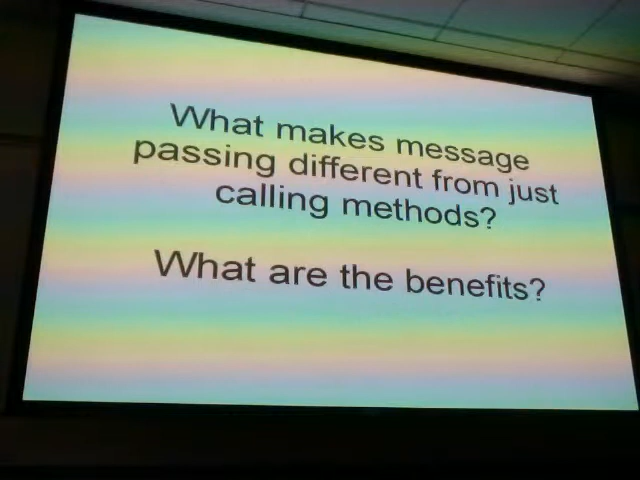 What makes message
passing different from just
calling methods?
What are the benefits?